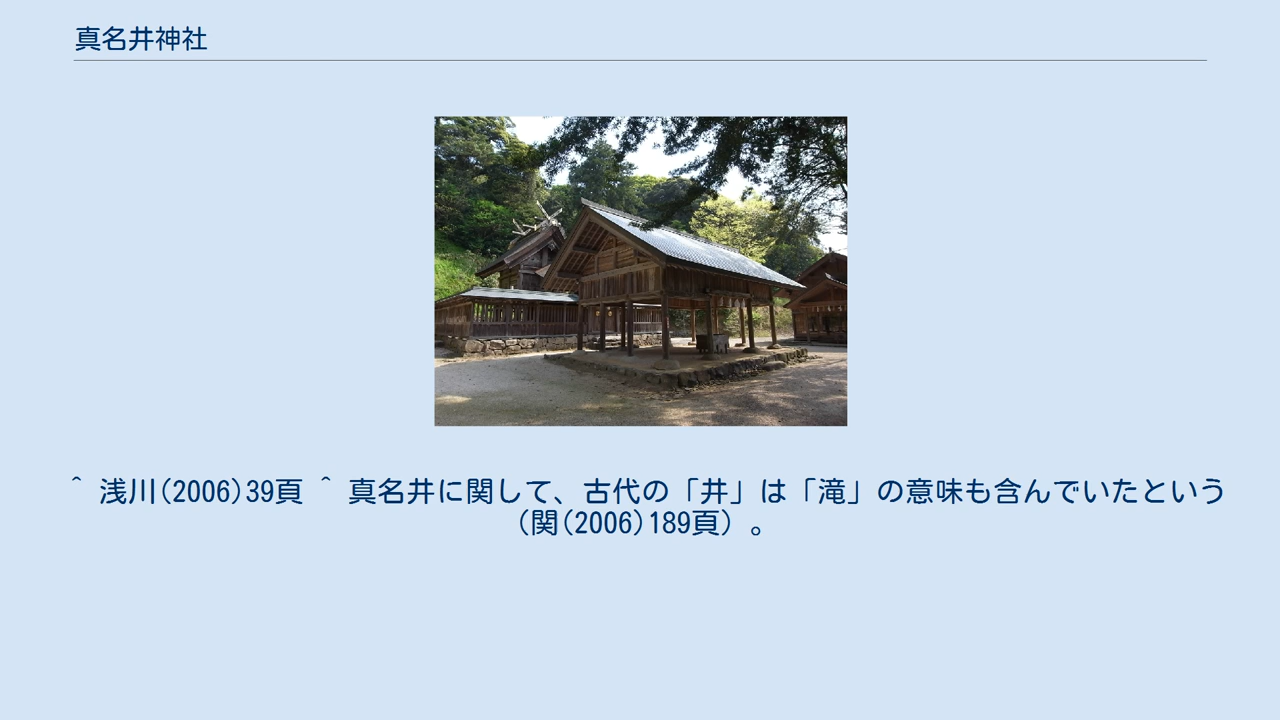 真名井神社
^ 浅川(2006)39頁 ^ 真名井に関して、古代の「井」は「滝」の意味も含んでいたという
(関(2006)189頁）。